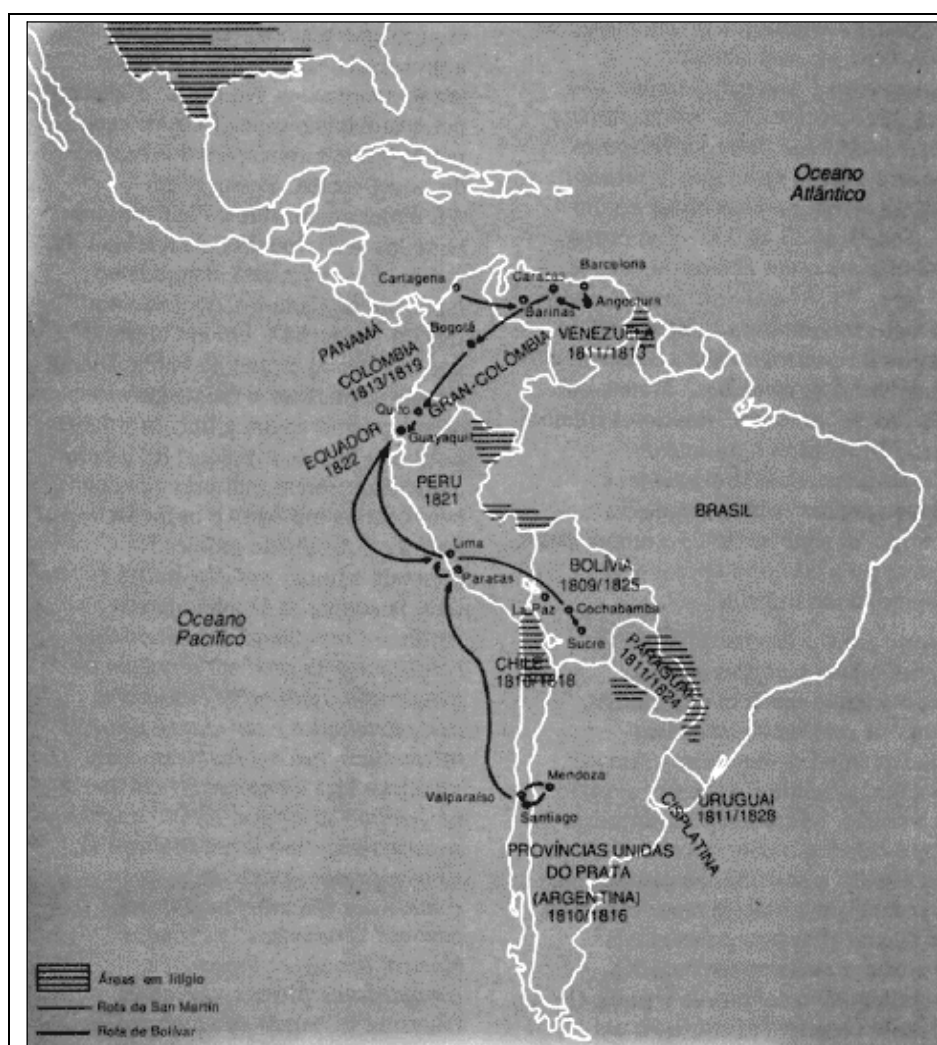 Oceano
Atlântico
Cartagena
Caracas
Barcelona
Barinas
Angostura
PANAMÁ
Bogotá
VENEZUELA
1811/1813
COLÔMBIA
1813/1819
GRAN-COLÔMBIA
Quito
Guayaquil
EQUADOR
1822
PERU
1821
BRASIL
Lima
Paracas
BOLÍVIA
1809/1825
La Paz
Cochabamba
Sucre
Oceano
Pacífico
CHILE
1810/1818
PARAGUAI
1811/1824
Mendoza
Valparaíso
Santiago
URUGUAI
1811/1828
CISPLATINA
PROVÍNCIAS UNIDAS
DO PRATA
(ARGENTINA)
1810/1816
Áreas em litígio
Rota de San Martín
Rota de Bolívar